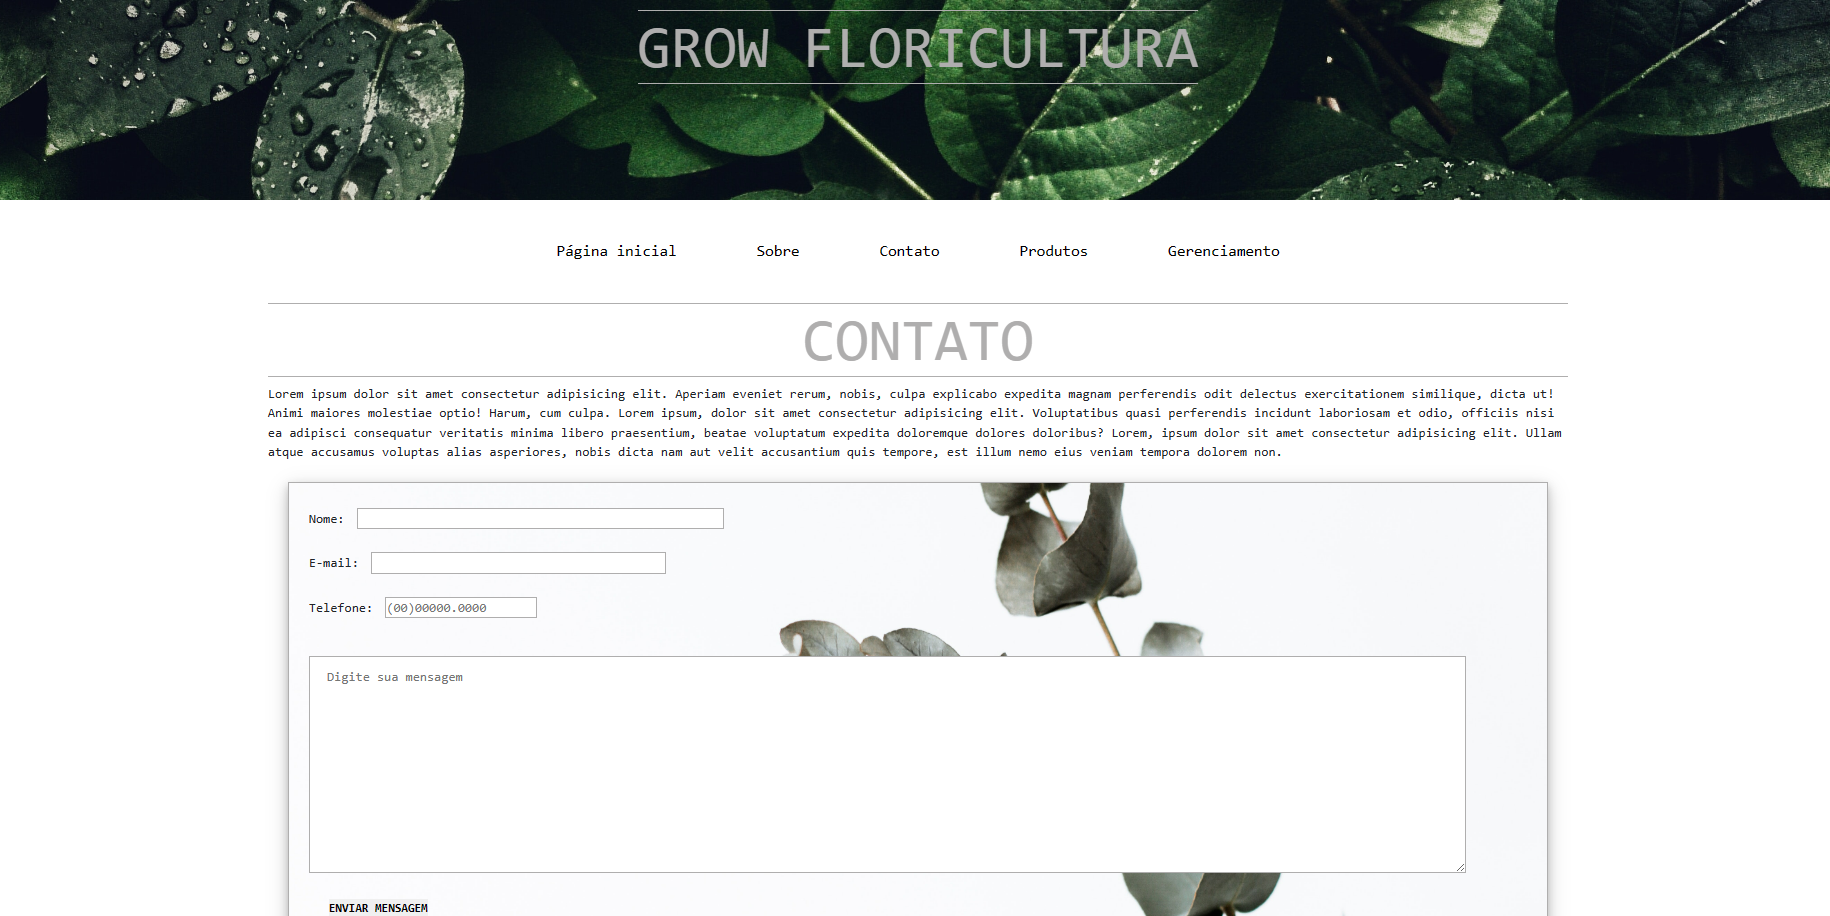 GROW FLORICULTURA
Página inicial Sobre Contato Produtos Gerenciamento
CONTATO
Lorem ipsum dolor sit amet consectetur adipisicing elit. Aperiam eveniet rerum, nobis, culpa explicabo expedita magnam perferendis odit delectus exercitationem similique, dicta ut!
Animi maiores molestiae optio! Harum, cum culpa. Lorem ipsum, dolor sit amet consectetur adipisicing elit. Voluptatibus quasi perferendis incidunt laboriosam et odio, officiis nisi
ea adipisci consequatur veritatis minima libero praesentium, beatae voluptatum expedita doloremque dolores doloribus? Lorem, ipsum dolor sit amet consectetur adipisicing elit. Ullam
atque accusamus voluptas alias asperiores, nobis dicta nam aut velit accusantium quis tempore, est illum nemo eius veniam tempora dolorem non.
Nome:
E-mail:
Telefone: (00)00000.0000
Digite sua mensagem
ENVIAR MENSAGEM